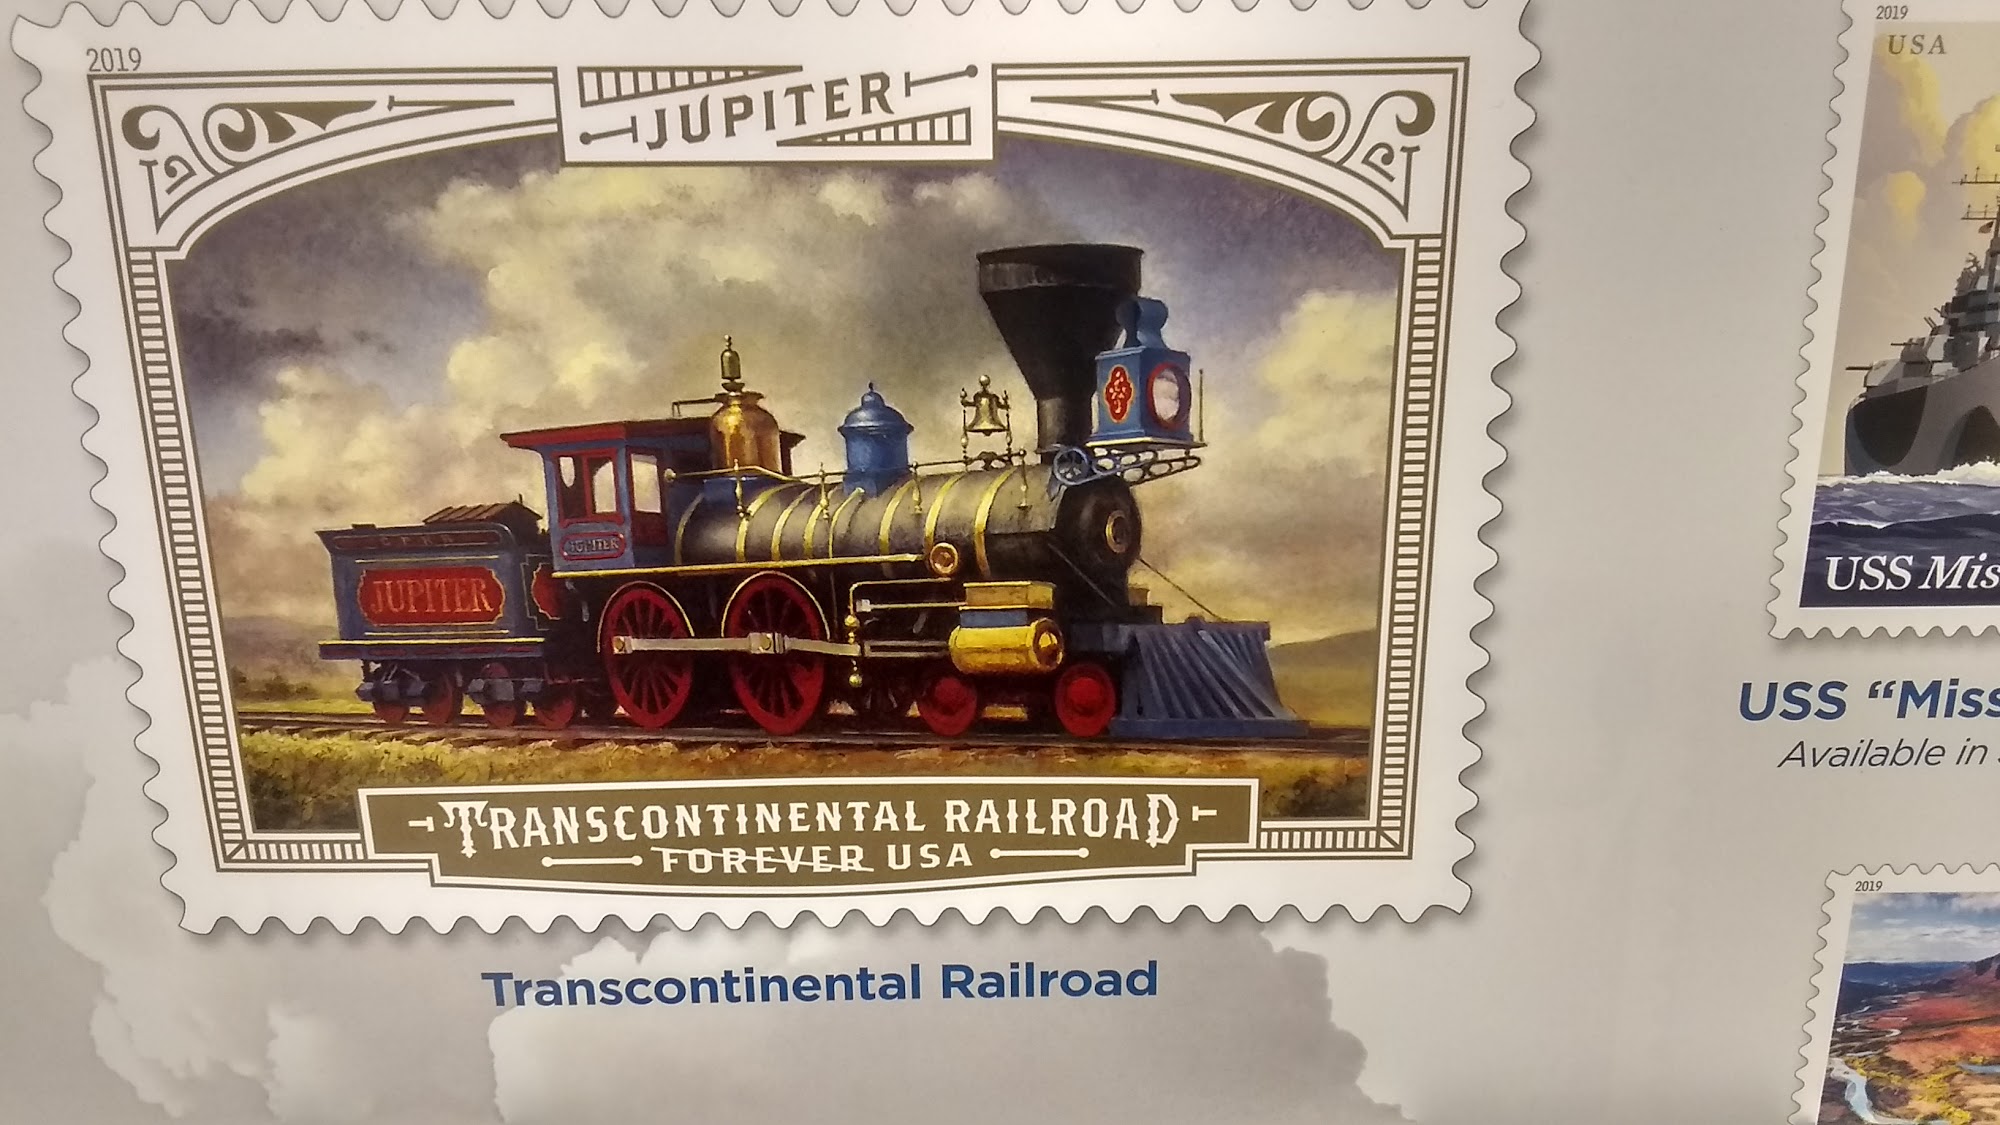 2019
JUPITER
JUPITER
JUPITER
TRANSCONTINENTAL RAILROAD
FOREVER USA
Transcontinental Railroad
2019
USA
USS Mis
USS “Miss
Available in
2019